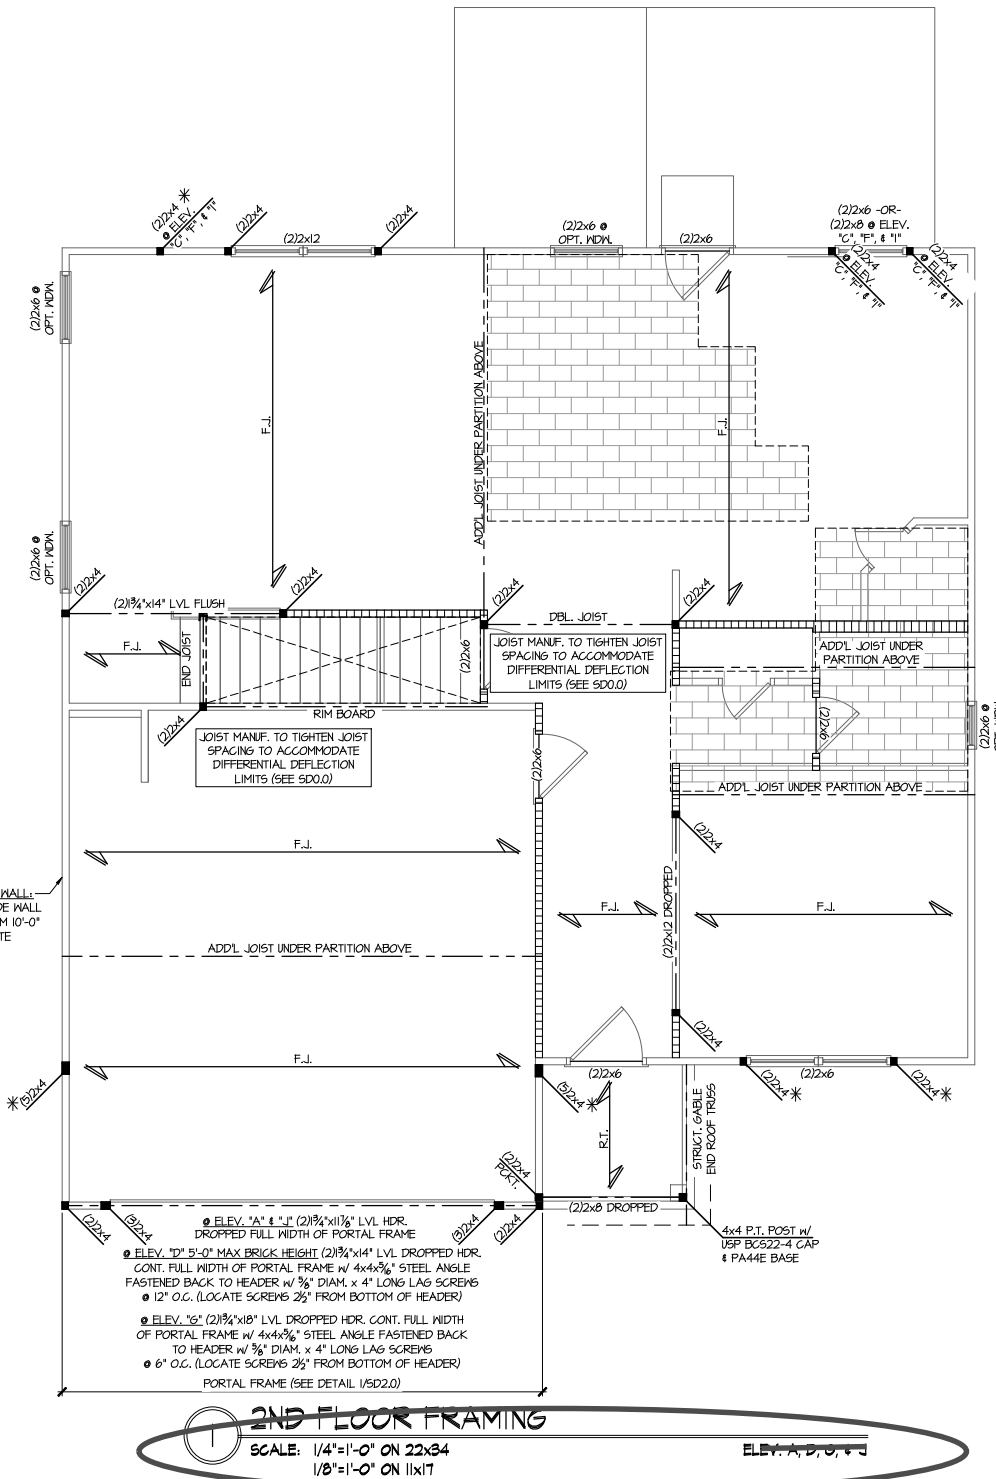 (2)2x4 ✳
@ ELEV.
"C", "F", & "I"
(2)2x4
(2)2x12
(2)2x4
(2)2x6 @
OPT. WDW.
(2)2x6
(2)2x6 -OR-
(2)2x8 @ ELEV.
"C", "F", & "I"
(2)2x4
@ ELEV.
"C", "F", & "I"
(2)2x4
@ ELEV.
"C", "F", & "I"
(2)2x6 @
OPT. WDW.
F.J.
ADD'L JOIST UNDER PARTITION ABOVE
F.J.
(2)2x6 @
OPT. WDW.
(2)2x4
(2)1¾"x14" LVL FLUSH
(2)2x4
(2)2x4
DBL. JOIST
(2)2x4
F.J.
END JOIST
(2)2x6
JOIST MANUF. TO TIGHTEN JOIST
SPACING TO ACCOMMODATE
DIFFERENTIAL DEFLECTION
LIMITS (SEE SD0.0)
ADD'L JOIST UNDER
PARTITION ABOVE
(2)2x4
RIM BOARD
(2)2x6
(2)2x6 @
JOIST MANUF. TO TIGHTEN JOIST
SPACING TO ACCOMMODATE
DIFFERENTIAL DEFLECTION
LIMITS (SEE SD0.0)
(2)2x6
ADD'L JOIST UNDER PARTITION ABOVE
(2)2x4
F.J.
WALL:
DE WALL
M 10'-0"
TE
(2)2x12 DROPPED
F.J.
F.J.
ADD'L JOIST UNDER PARTITION ABOVE
(2)2x4
F.J.
✳ (5)2x4
(5)2x4 ✳
(2)2x6
(2)2x4 ✳
(2)2x6
(2)2x4 ✳
R.T.
STRUCT. GABLE
END ROOF TRUSS
(2)2x4
PCKT.
(2)2x8 DROPPED
(2)2x4
(3)2x4
(3)2x4
(2)2x4
4x4 P.T. POST W/
USP BCS22-4 CAP
& PA44E BASE
@ ELEV. "A" & "J" (2)1¾"x11⅞" LVL HDR.
DROPPED FULL WIDTH OF PORTAL FRAME
@ ELEV. "D" 5'-0" MAX BRICK HEIGHT (2)1¾"x14" LVL DROPPED HDR.
CONT. FULL WIDTH OF PORTAL FRAME W/ 4x4x5/16" STEEL ANGLE
FASTENED BACK TO HEADER W/ ⅝" DIAM. x 4" LONG LAG SCREWS
@ 12" O.C. (LOCATE SCREWS 2½" FROM BOTTOM OF HEADER)
@ ELEV. "G" (2)1¾"x18" LVL DROPPED HDR. CONT. FULL WIDTH
OF PORTAL FRAME W/ 4x4x5/16" STEEL ANGLE FASTENED BACK
TO HEADER W/ ⅝" DIAM. x 4" LONG LAG SCREWS
@ 6" O.C. (LOCATE SCREWS 2½" FROM BOTTOM OF HEADER)
PORTAL FRAME (SEE DETAIL 1/SD2.0)
1
2ND FLOOR FRAMING
SCALE: 1/4"=1'-0" ON 22x34
ELEV. A, D, G, & J
1/8"=1'-0" ON 11x17